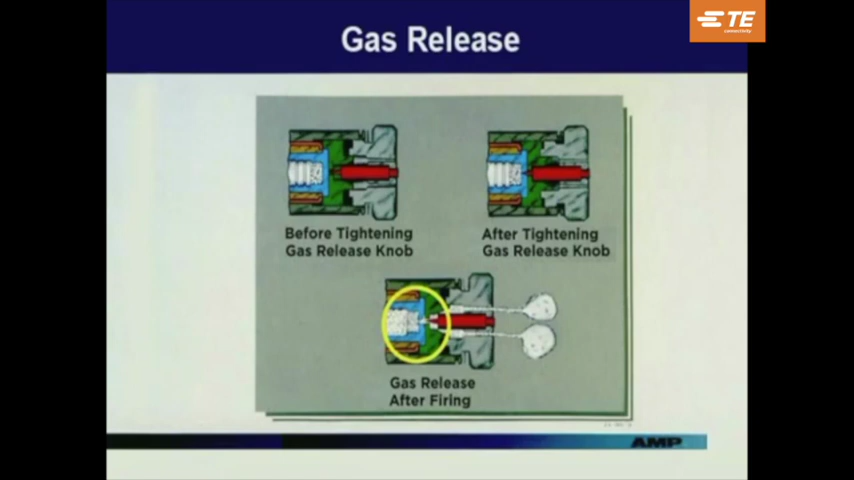 Gas Release
TE
connectivity
Before Tightening
Gas Release Knob
After Tightening
Gas Release Knob
Gas Release
After Firing
AMP